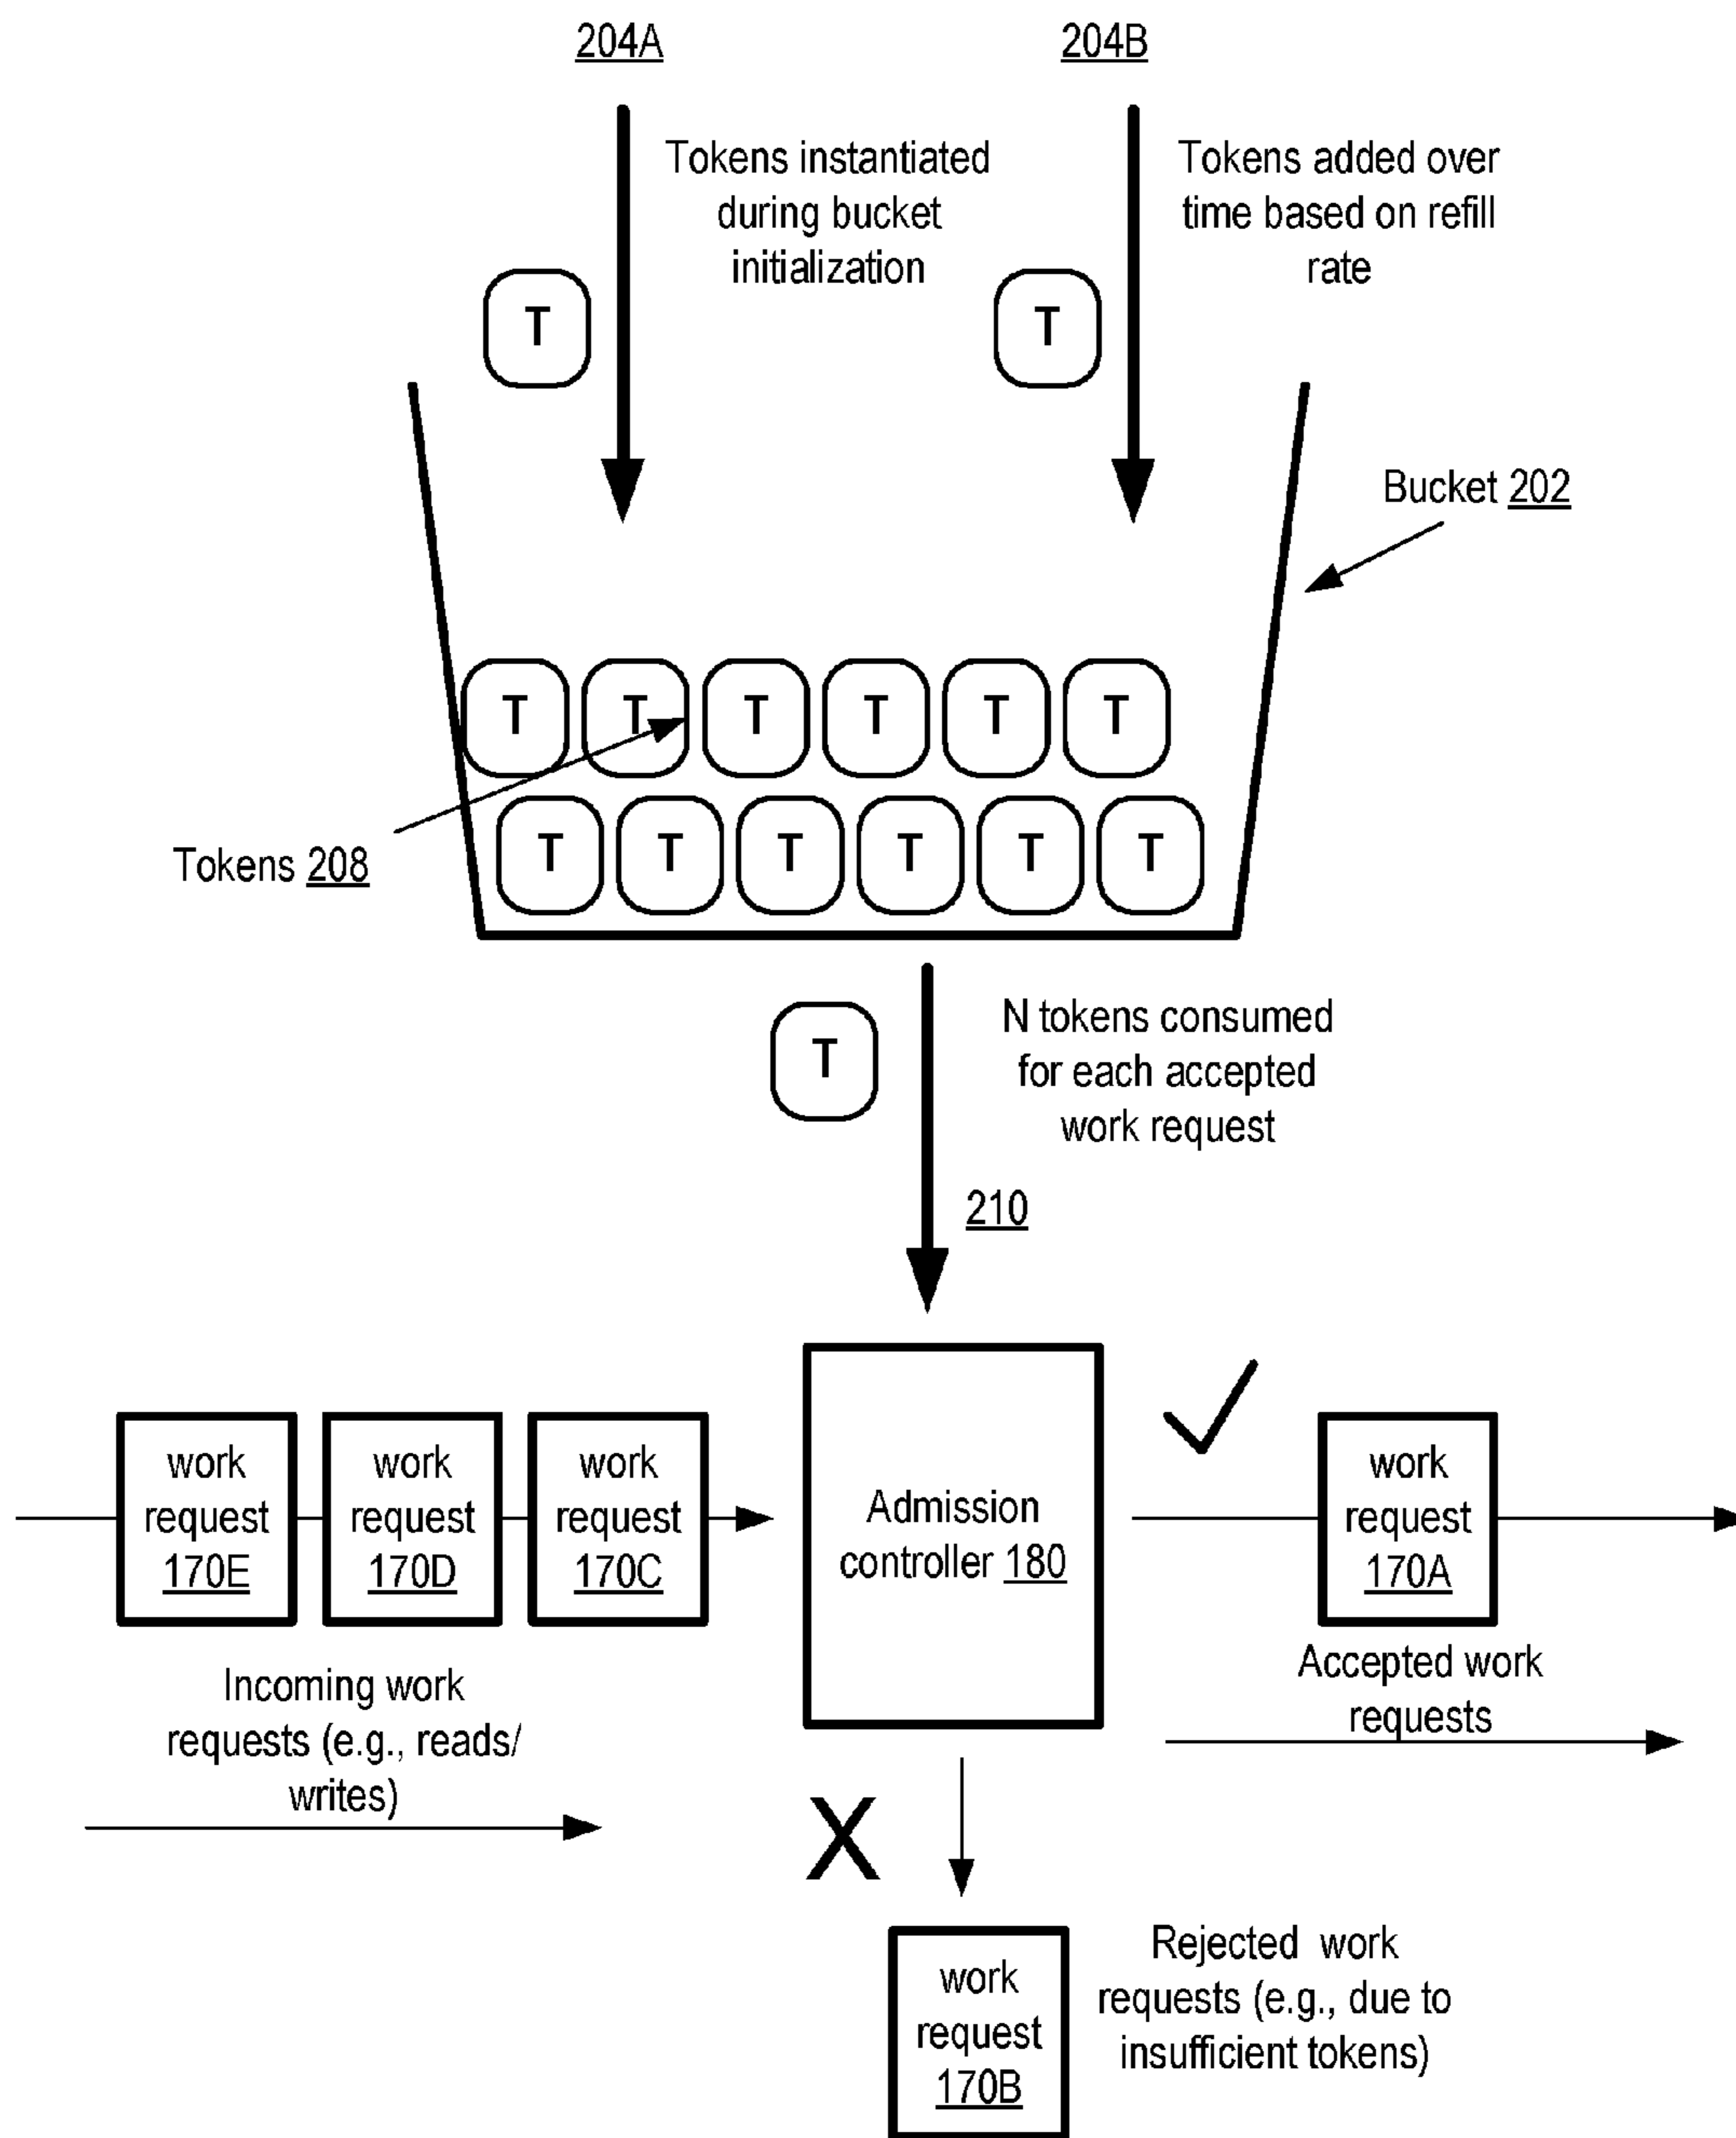 204A
204B
Tokens instantiated
during bucket
initialization
Tokens added over
time based on refill
rate
T
T
Bucket 202
T T T T T T
T T T T T T
Tokens 208
T
N tokens consumed
for each accepted
work request
210
work
request
170E
work
request
170D
work
request
170C
Admission
controller 180
work
request
170A
Incoming work
requests (e.g., reads/
writes)
Accepted work
requests
X
work
request
170B
Rejected work
requests (e.g., due to
insufficient tokens)